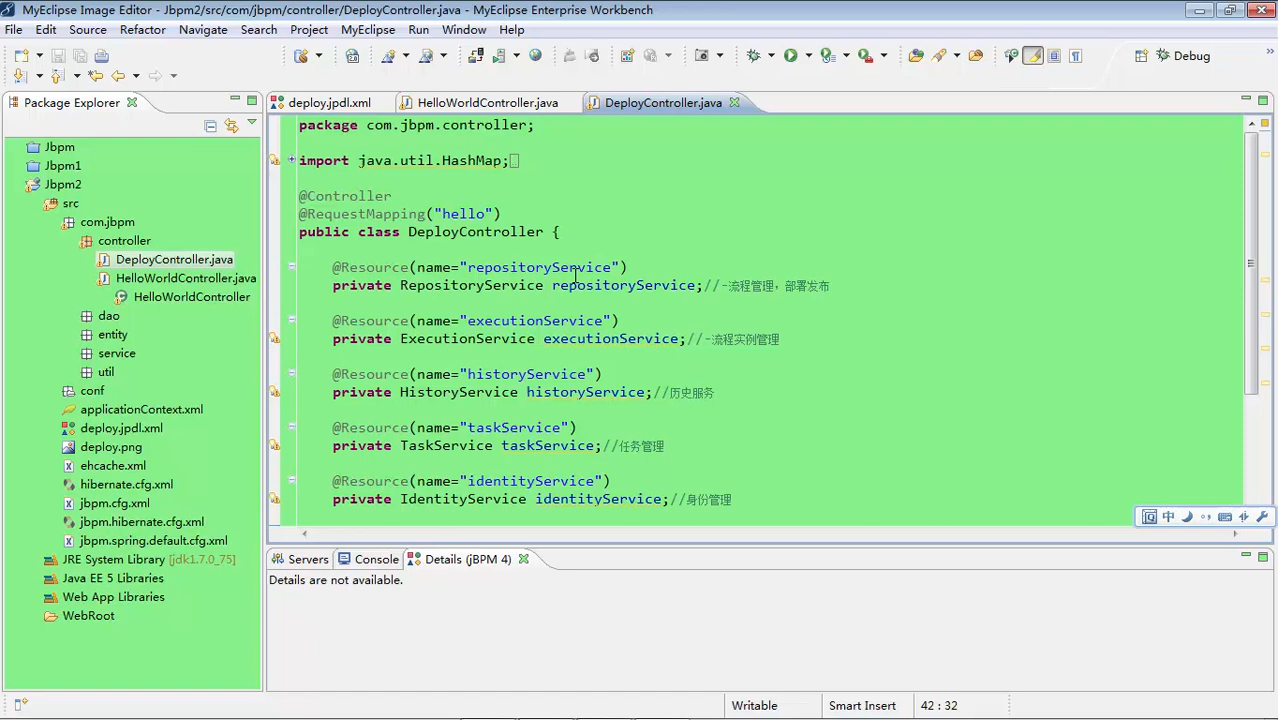 MyEclipse Image Editor - Jbpm2/src/com/jbpm/controller/DeployController.java - MyEclipse Enterprise Workbench
File Edit Source Refactor Navigate Search Project MyEclipse Run Window Help
Debug
Package Explorer
deploy.jpdl.xml HelloWorldController.java DeployController.java
Jbpm
Jbpm1
Jbpm2
src
com.jbpm
controller
DeployController.java
HelloWorldController.java
HelloWorldController
dao
entity
service
util
conf
applicationContext.xml
deploy.jpdl.xml
deploy.png
ehcache.xml
hibernate.cfg.xml
jbpm.cfg.xml
jbpm.hibernate.cfg.xml
jbpm.spring.default.cfg.xml
JRE System Library [jdk1.7.0_75]
Java EE 5 Libraries
Web App Libraries
WebRoot
package com.jbpm.controller;
import java.util.HashMap;
@Controller
@RequestMapping("hello")
public class DeployController {
@Resource(name="repositoryService")
private RepositoryService repositoryService;//-流程管理，部署发布
@Resource(name="executionService")
private ExecutionService executionService;//-流程实例管理
@Resource(name="historyService")
private HistoryService historyService;//历史服务
@Resource(name="taskService")
private TaskService taskService;//任务管理
@Resource(name="identityService")
private IdentityService identityService;//身份管理
中
Servers Console Details (jBPM 4)
Details are not available.
Writable Smart Insert 42 : 32